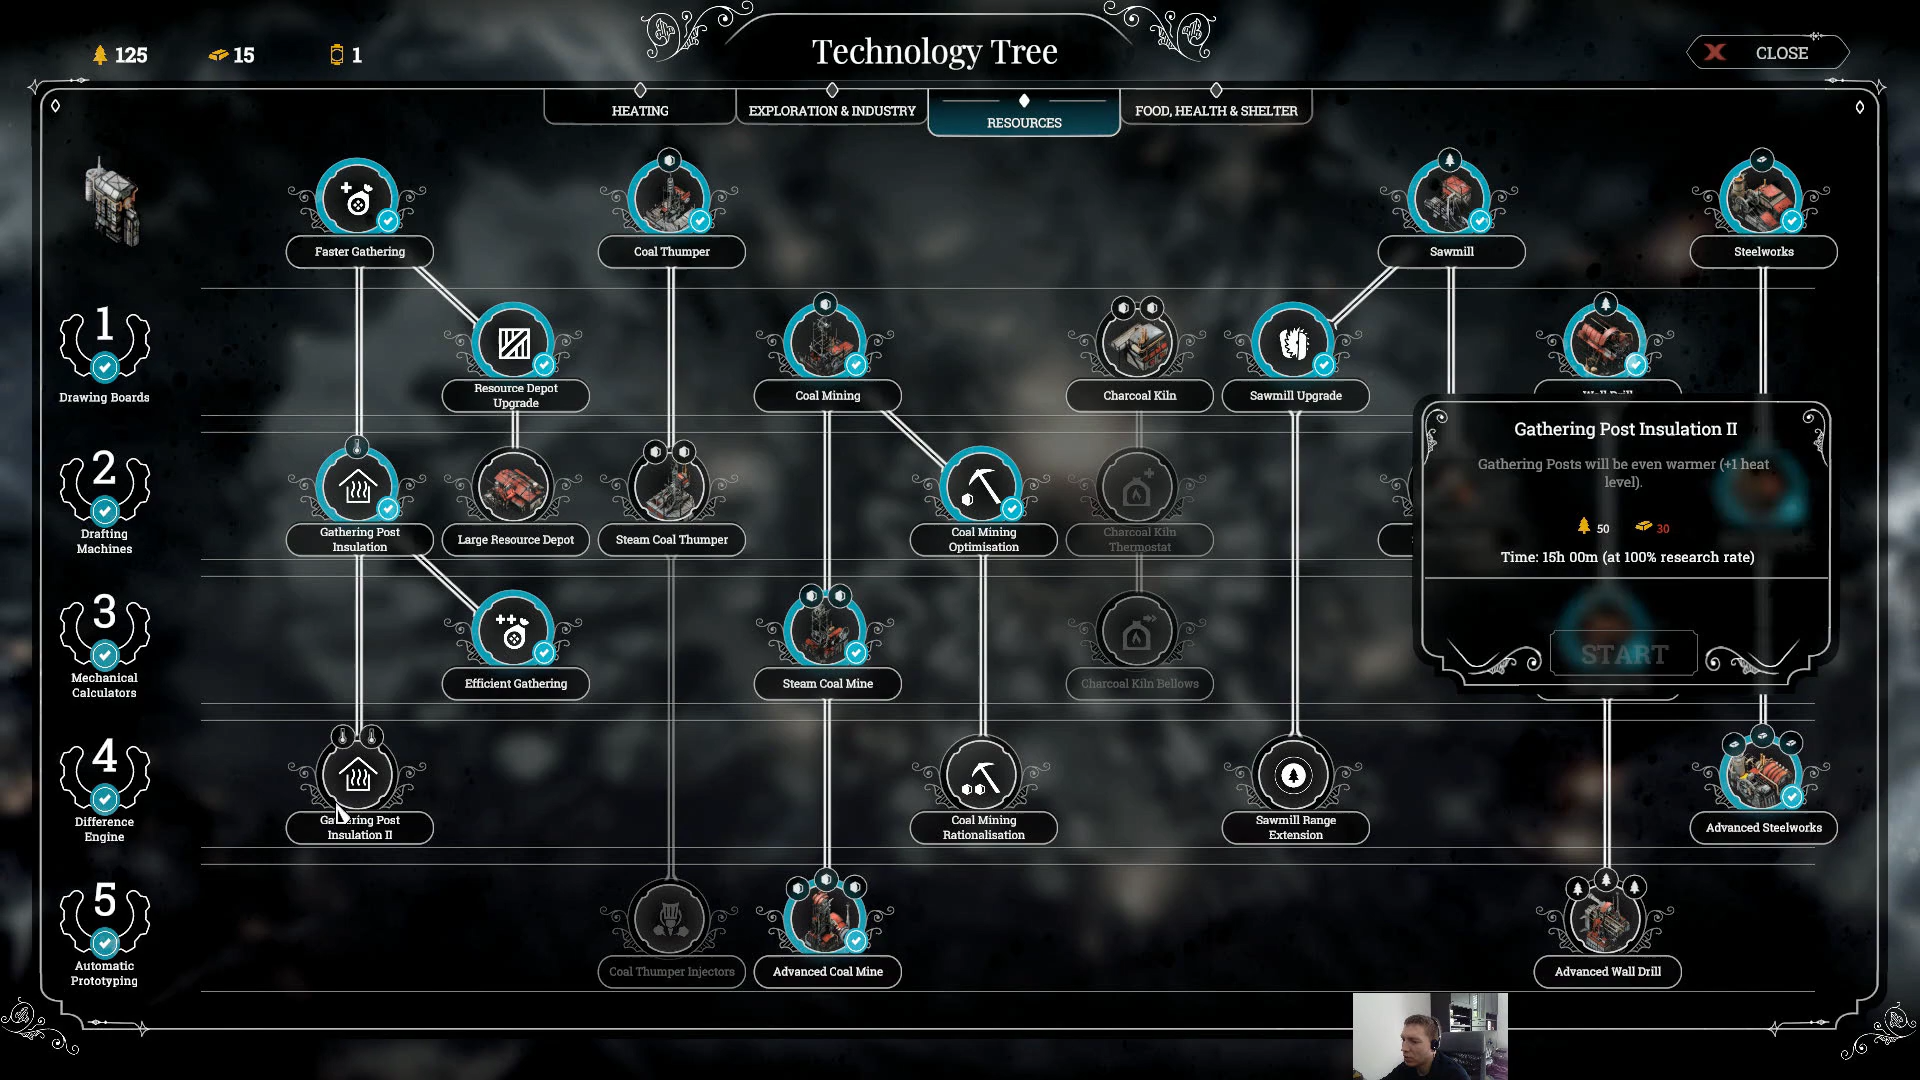 125 15 1
Technology Tree
CLOSE
HEATING
EXPLORATION & INDUSTRY
RESOURCES
FOOD, HEALTH & SHELTER
Faster Gathering
Coal Thumper
Sawmill
Steelworks
1
Drawing Boards
Resource Depot
Upgrade
Coal Mining
Charcoal Kiln
Sawmill Upgrade
Wall Drill
2
Drafting
Machines
Gathering Post
Insulation
Large Resource Depot
Steam Coal Thumper
Coal Mining
Optimisation
Charcoal Kiln
Thermostat
Gathering Post Insulation II
Gathering Posts will be even warmer (+1 heat
level).
50 30
Time: 15h 00m (at 100% research rate)
START
3
Mechanical
Calculators
Efficient Gathering
Steam Coal Mine
Charcoal Kiln Bellows
4
Difference
Engine
Gathering Post
Insulation II
Coal Mining
Rationalisation
Sawmill Range
Extension
Advanced Steelworks
5
Automatic
Prototyping
Coal Thumper Injectors
Advanced Coal Mine
Advanced Wall Drill